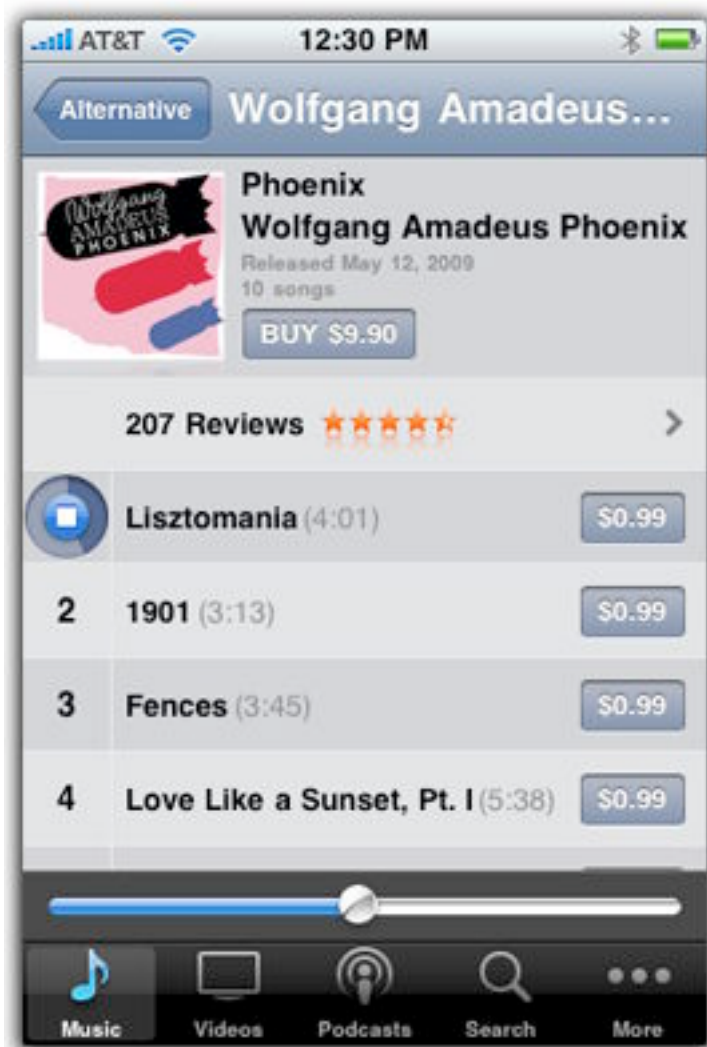 AT&T 12:30 PM
Alternative Wolfgang Amadeus...
Wolfgang
AMADEUS
PHOENIX
Phoenix
Wolfgang Amadeus Phoenix
Released May 12, 2009
10 songs
BUY $9.90
207 Reviews
Lisztomania (4:01) $0.99
2 1901 (3:13) $0.99
3 Fences (3:45) $0.99
4 Love Like a Sunset, Pt. I (5:38) $0.99
Music Videos Podcasts Search More